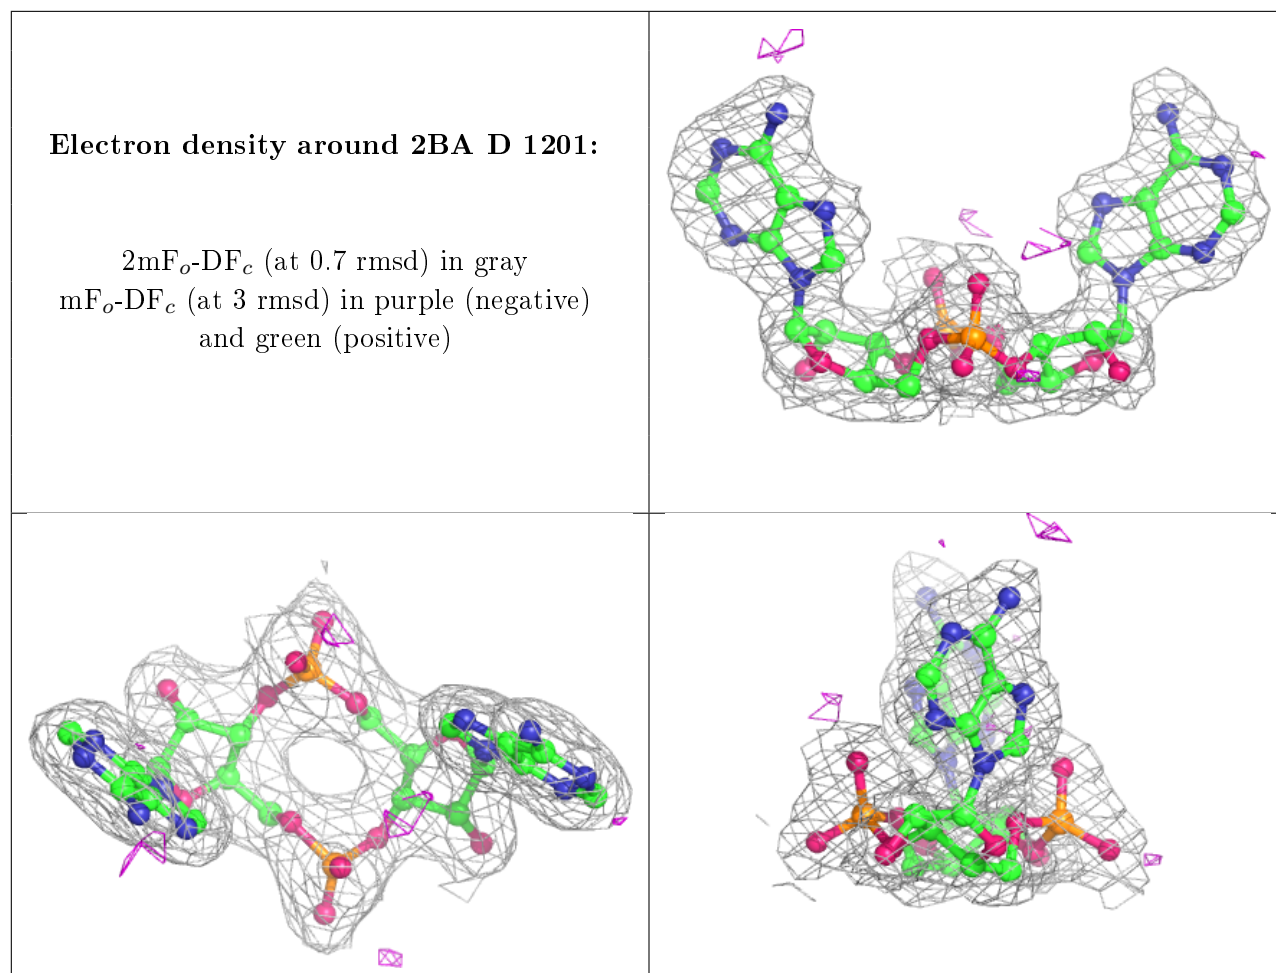 Electron density around 2BA D 1201:
2mFo-DFc (at 0.7 rmsd) in gray
mFo-DFc (at 3 rmsd) in purple (negative)
and green (positive)